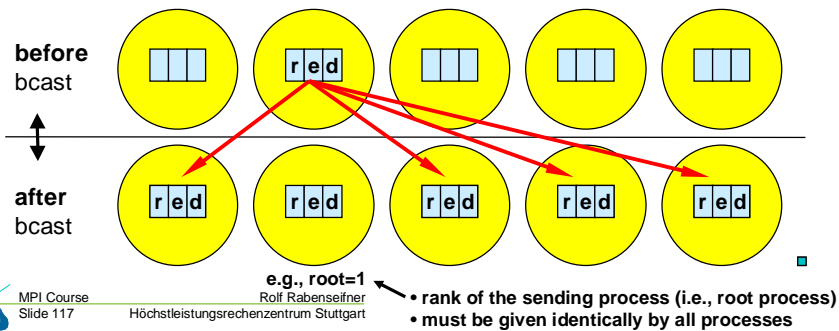 before
bcast
r e d
after
bcast
r e d r e d r e d r e d r e d
e.g., root=1
MPI Course Rolf Rabenseifner
Slide 117 Höchstleistungsrechenzentrum Stuttgart
• rank of the sending process (i.e., root process)
• must be given identically by all processes